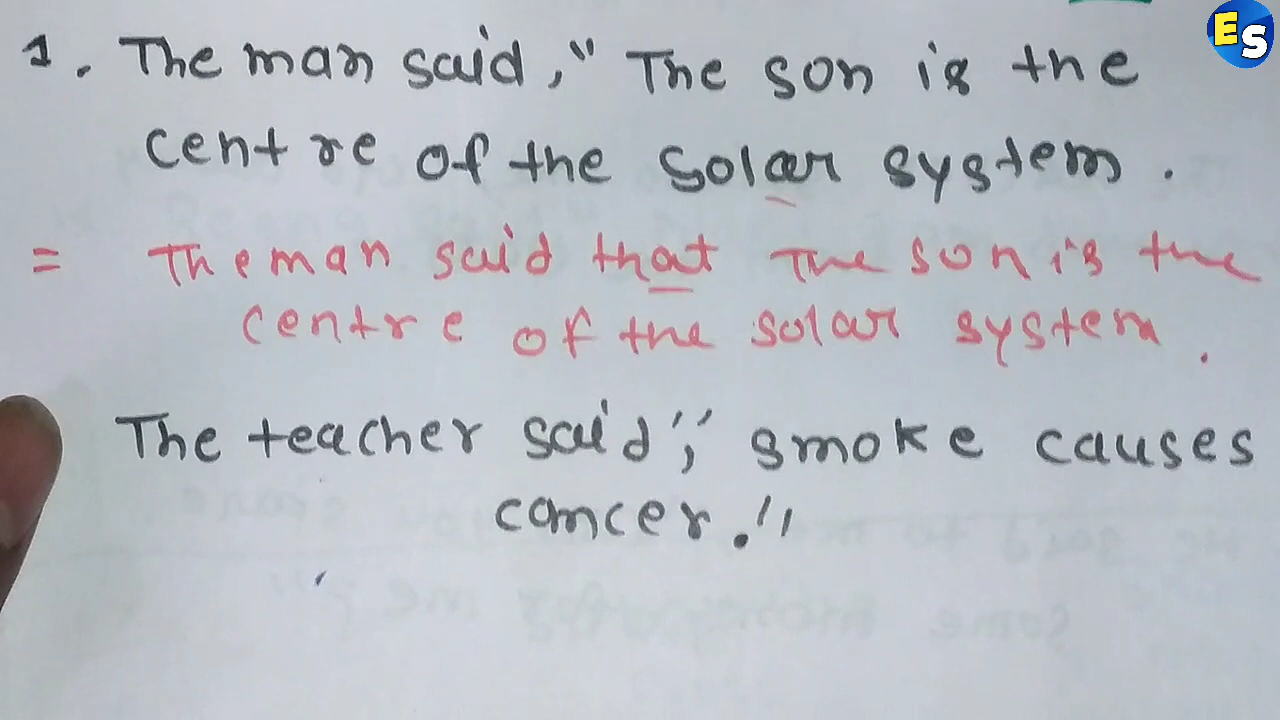 ES
1. The man said," The son is the
centre of the solar system.
= The man said that The son is the
centre of the solar system.
The teacher said," smoke causes
cancer."